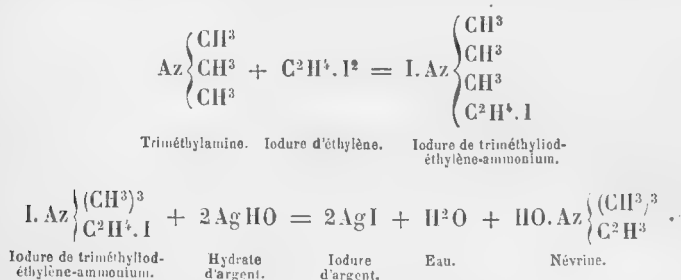 Az { CH³ CH³ CH³ + C²H⁴.I² = I.Az { CH³ CH³ CH³ C²H⁴.I
Triméthylamine. Iodure d'éthylène. Iodure de triméthyliod-
éthylène-ammonium.
I.Az { (CH³)³ C²H⁴.I + 2AgHO = 2AgI + H²O + HO.Az { (CH³)³ C²H³ .
Iodure de triméthyliod- Hydrate Iodure Eau. Névrine.
éthylène-ammonium. d'argent. d'argent.